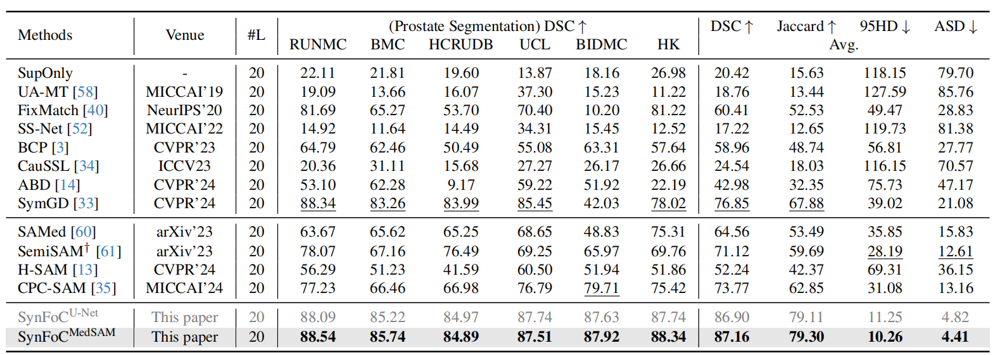 Methods Venue #L (Prostate Segmentation) DSC ↑ DSC ↑ Jaccard ↑ 95HD ↓ ASD ↓
RUNMC BMC HCRUDB UCL BIDMC HK Avg.
SupOnly - 20 22.11 21.81 19.60 13.87 18.16 26.98 20.42 15.63 118.15 79.70
UA-MT [58] MICCAI'19 20 19.09 13.66 16.07 37.30 15.23 11.22 18.76 13.44 127.59 85.76
FixMatch [40] NeurIPS'20 20 81.69 65.27 53.70 70.40 10.20 81.22 60.41 52.53 49.47 28.83
SS-Net [52] MICCAI'22 20 14.92 11.64 14.49 34.31 15.45 12.52 17.22 12.65 119.73 81.38
BCP [3] CVPR'23 20 64.79 62.46 50.49 55.08 63.31 57.64 58.96 48.74 56.81 27.77
CauSSL [34] ICCV23 20 20.36 31.11 15.68 27.27 26.17 26.66 24.54 18.03 116.15 70.57
ABD [14] CVPR'24 20 53.10 62.28 9.17 59.22 51.92 22.19 42.98 32.35 75.73 47.17
SymGD [33] CVPR'24 20 88.34 83.26 83.99 85.45 42.03 78.02 76.85 67.88 39.02 21.08
SAMed [60] arXiv'23 20 63.67 65.62 65.25 68.65 48.83 75.31 64.56 53.49 35.85 15.83
SemiSAM† [61] arXiv'23 20 78.07 67.16 76.49 69.25 65.97 69.76 71.12 59.69 28.19 12.61
H-SAM [13] CVPR'24 20 56.29 51.23 41.59 60.50 51.94 51.86 52.24 42.37 69.31 36.15
CPC-SAM [35] MICCAI'24 20 77.23 66.46 66.98 76.79 79.71 75.42 73.77 62.85 31.08 13.16
SynFoC^U-Net This paper 20 88.09 85.22 84.97 87.74 87.63 87.74 86.90 79.11 11.25 4.82
SynFoC^MedSAM This paper 20 88.54 85.74 84.89 87.51 87.92 88.34 87.16 79.30 10.26 4.41